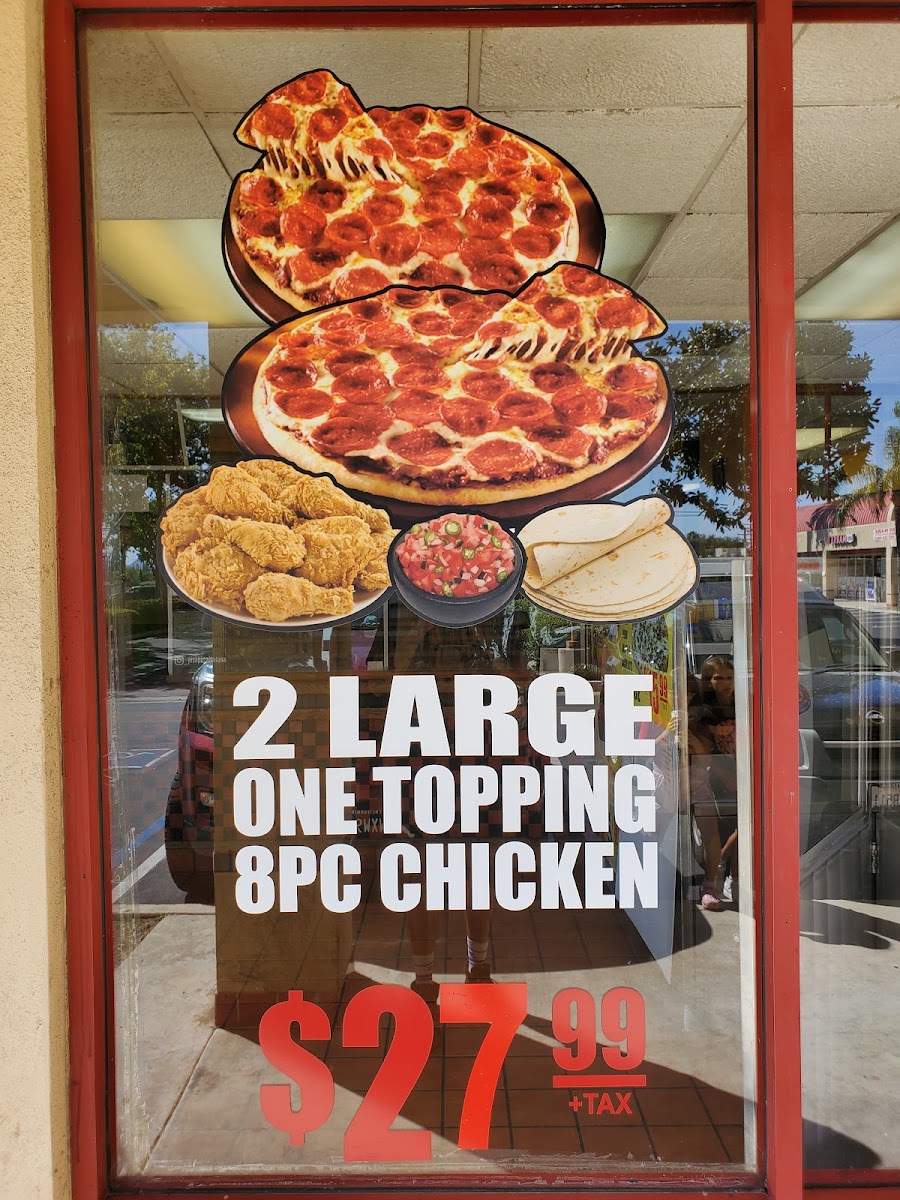 2 LARGE
ONE TOPPING
8PC CHICKEN
$27 99
+TAX